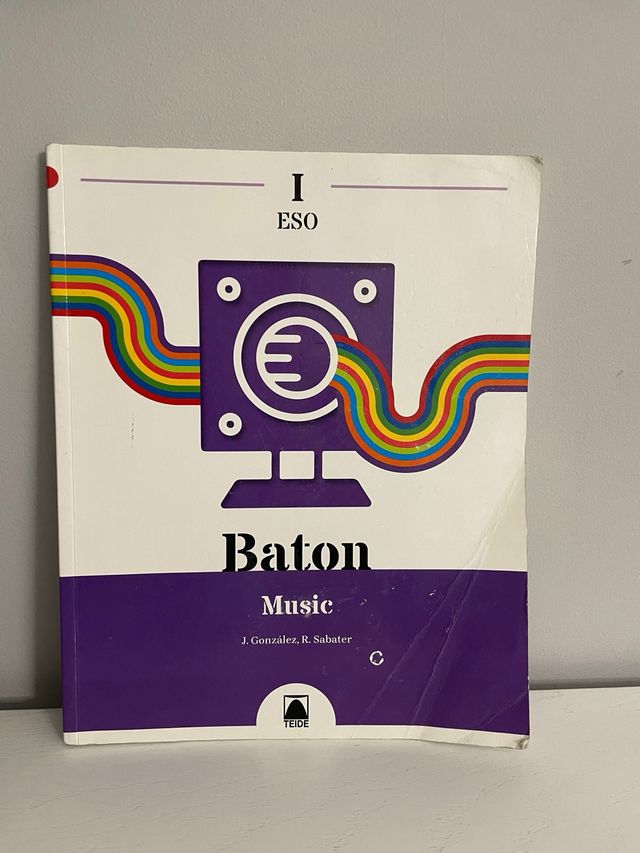 I
ESO
Baton
Music
J. González, R. Sabater
TEIDE